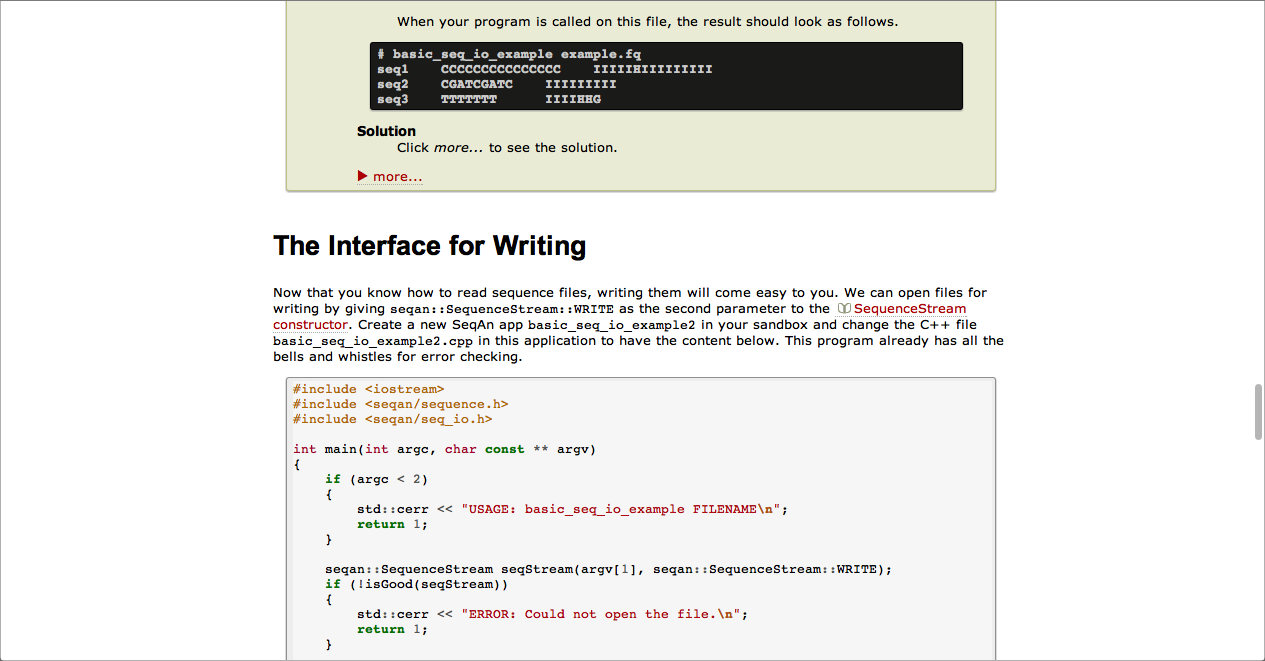 When your program is called on this file, the result should look as follows.
# basic_seq_io_example example.fq
seq1    CCCCCCCCCCCCCCC    IIIIIHIIIIIIIII
seq2    CGATCGATC    IIIIIIIII
seq3    TTTTTTT      IIIIHHG
Solution
Click more... to see the solution.
more...
The Interface for Writing
Now that you know how to read sequence files, writing them will come easy to you. We can open files for
writing by giving seqan::SequenceStream::WRITE as the second parameter to the SequenceStream
constructor. Create a new SeqAn app basic_seq_io_example2 in your sandbox and change the C++ file
basic_seq_io_example2.cpp in this application to have the content below. This program already has all the
bells and whistles for error checking.
#include <iostream>
#include <seqan/sequence.h>
#include <seqan/seq_io.h>
int main(int argc, char const ** argv)
{
    if (argc < 2)
    {
        std::cerr << "USAGE: basic_seq_io_example FILENAME\n";
        return 1;
    }
    seqan::SequenceStream seqStream(argv[1], seqan::SequenceStream::WRITE);
    if (!isGood(seqStream))
    {
        std::cerr << "ERROR: Could not open the file.\n";
        return 1;
    }